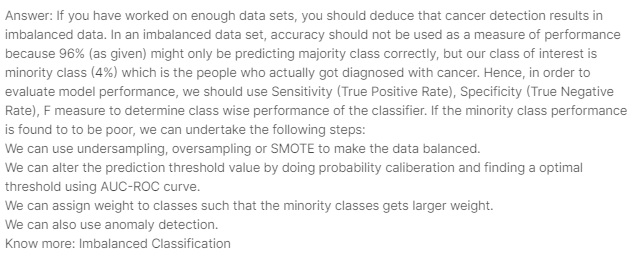 Answer: If you have worked on enough data sets, you should deduce that cancer detection results in
imbalanced data. In an imbalanced data set, accuracy should not be used as a measure of performance
because 96% (as given) might only be predicting majority class correctly, but our class of interest is
minority class (4%) which is the people who actually got diagnosed with cancer. Hence, in order to
evaluate model performance, we should use Sensitivity (True Positive Rate), Specificity (True Negative
Rate), F measure to determine class wise performance of the classifier. If the minority class performance
is found to to be poor, we can undertake the following steps:
We can use undersampling, oversampling or SMOTE to make the data balanced.
We can alter the prediction threshold value by doing probability caliberation and finding a optimal
threshold using AUC-ROC curve.
We can assign weight to classes such that the minority classes gets larger weight.
We can also use anomaly detection.
Know more: Imbalanced Classification